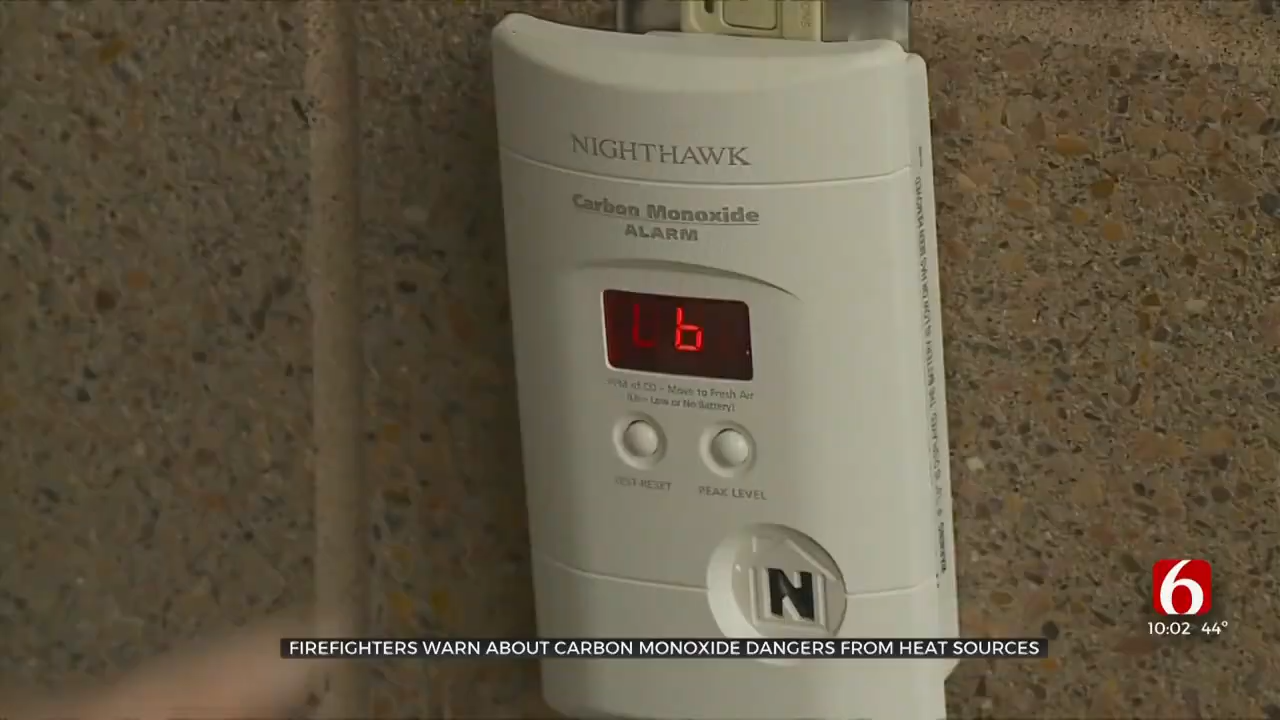 NIGHTHAWK
Carbon Monoxide
ALARM
L b
PPM of CO - Move to Fresh Air
(Lb = Low or No Battery)
TEST-RESET
PEAK LEVEL
N
6
10:02 44°
FIREFIGHTERS WARN ABOUT CARBON MONOXIDE DANGERS FROM HEAT SOURCES